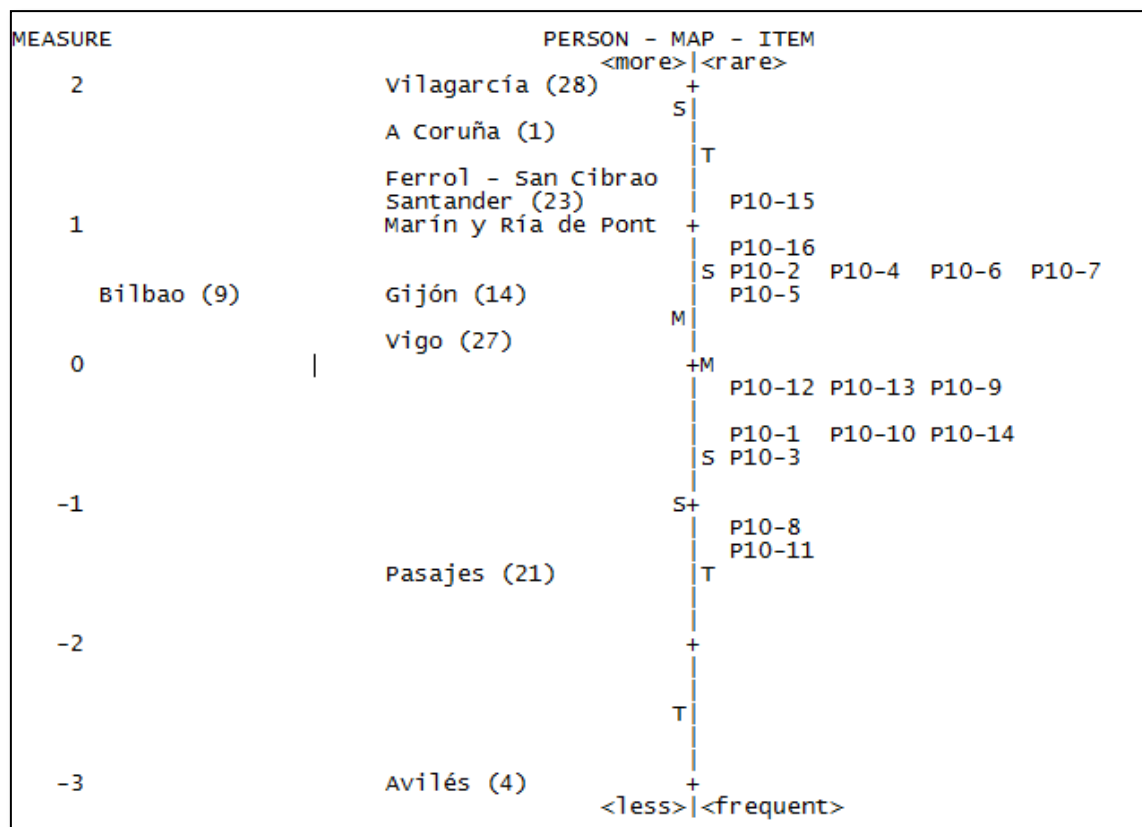 MEASURE PERSON - MAP - ITEM
<more>|<rare>
2 Vilagarcía (28) +
S|
A Coruña (1) |
|T
Ferrol - San Cibrao |
Santander (23) | P10-15
1 Marín y Ría de Pont +
| P10-16
|S P10-2 P10-4 P10-6 P10-7
Bilbao (9) Gijón (14) | P10-5
M|
Vigo (27) |
0 | +M
| P10-12 P10-13 P10-9
|
| P10-1 P10-10 P10-14
|S P10-3
|
-1 S+
| P10-8
| P10-11
Pasajes (21) |T
|
|
-2 +
|
|
T|
|
|
-3 Avilés (4) +
<less>|<frequent>